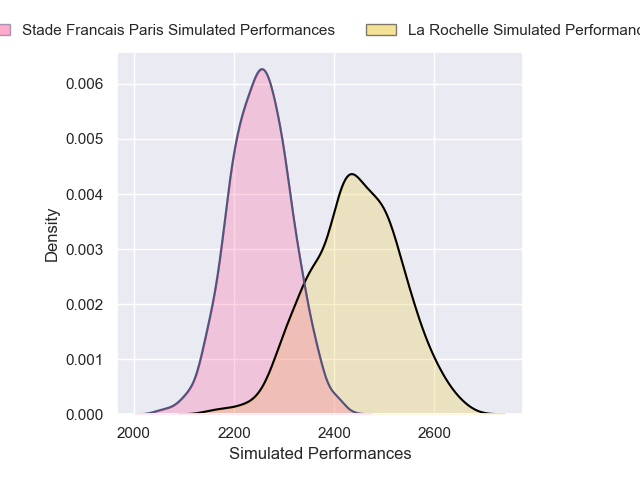 Stade Francais Paris Simulated Performances
La Rochelle Simulated
0.006
0.005
0.004
0.003
0.002
0.001
0.000
Density
2000 2200 2400 2600
Simulated Performances